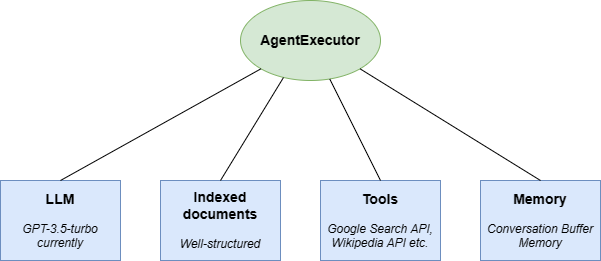 AgentExecutor
LLM
GPT-3.5-turbo
currently
Indexed
documents
Well-structured
Tools
Google Search API,
Wikipedia API etc.
Memory
Conversation Buffer
Memory